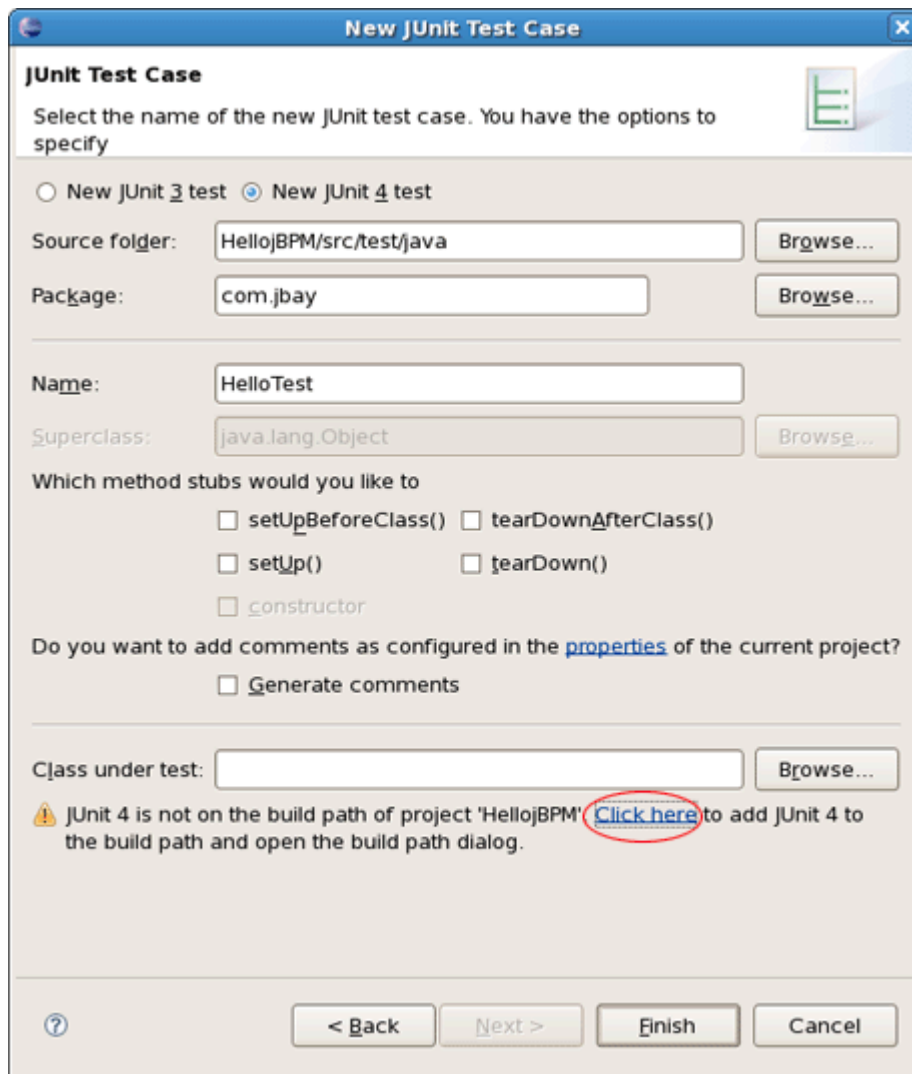 New JUnit Test Case
JUnit Test Case
Select the name of the new JUnit test case. You have the options to
specify
New JUnit 3 test New JUnit 4 test
Source folder: HellojBPM/src/test/java Browse...
Package: com.jbay Browse...
Name: HelloTest
Superclass: java.lang.Object Browse...
Which method stubs would you like to
setUpBeforeClass() tearDownAfterClass()
setUp() tearDown()
constructor
Do you want to add comments as configured in the properties of the current project?
Generate comments
Class under test: Browse...
JUnit 4 is not on the build path of project 'HellojBPM' Click here to add JUnit 4 to
the build path and open the build path dialog.
< Back Next > Finish Cancel